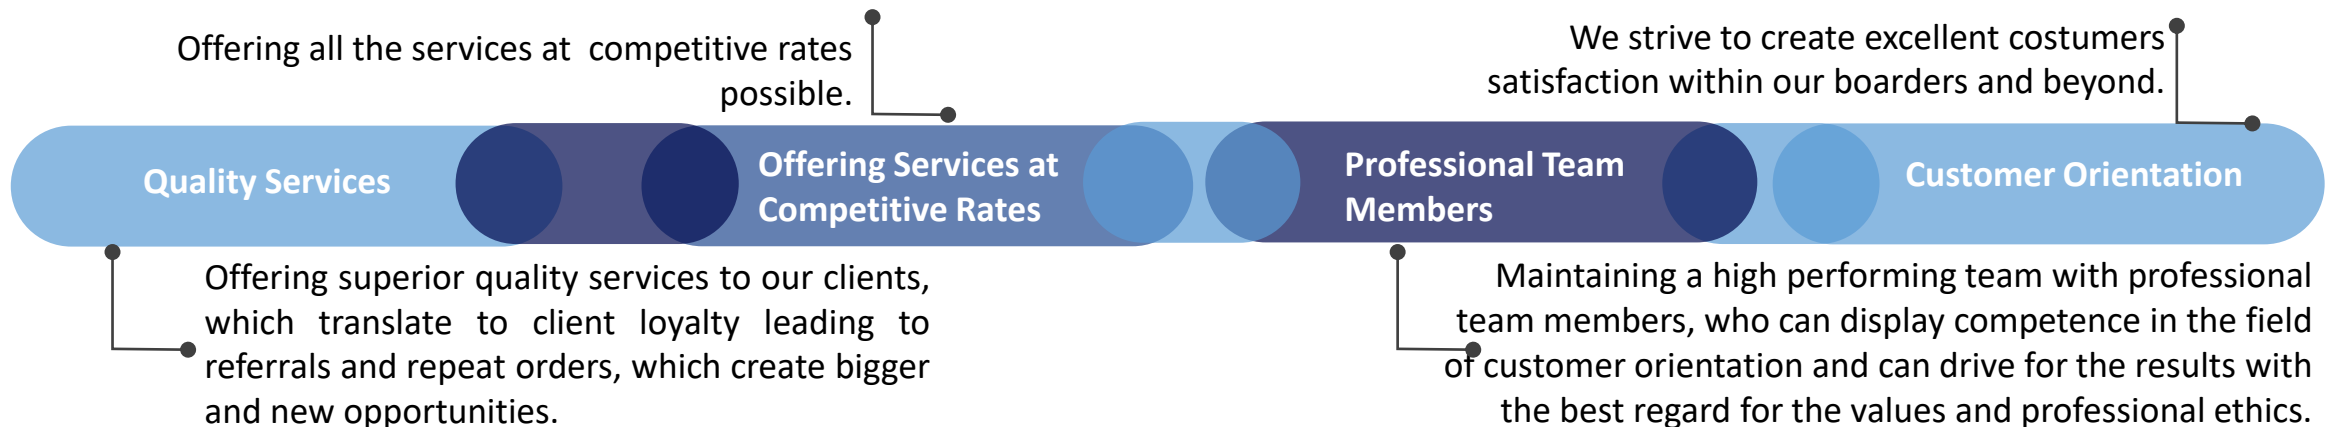 Offering all the services at  competitive rates
possible.
We strive to create excellent costumers
satisfaction within our boarders and beyond.
Quality Services
Offering Services at
Competitive Rates
Professional Team
Members
Customer Orientation
Offering superior quality services to our clients,
which translate to client loyalty leading to
referrals and repeat orders, which create bigger
and new opportunities.
Maintaining a high performing team with professional
team members, who can display competence in the field
of customer orientation and can drive for the results with
the best regard for the values and professional ethics.